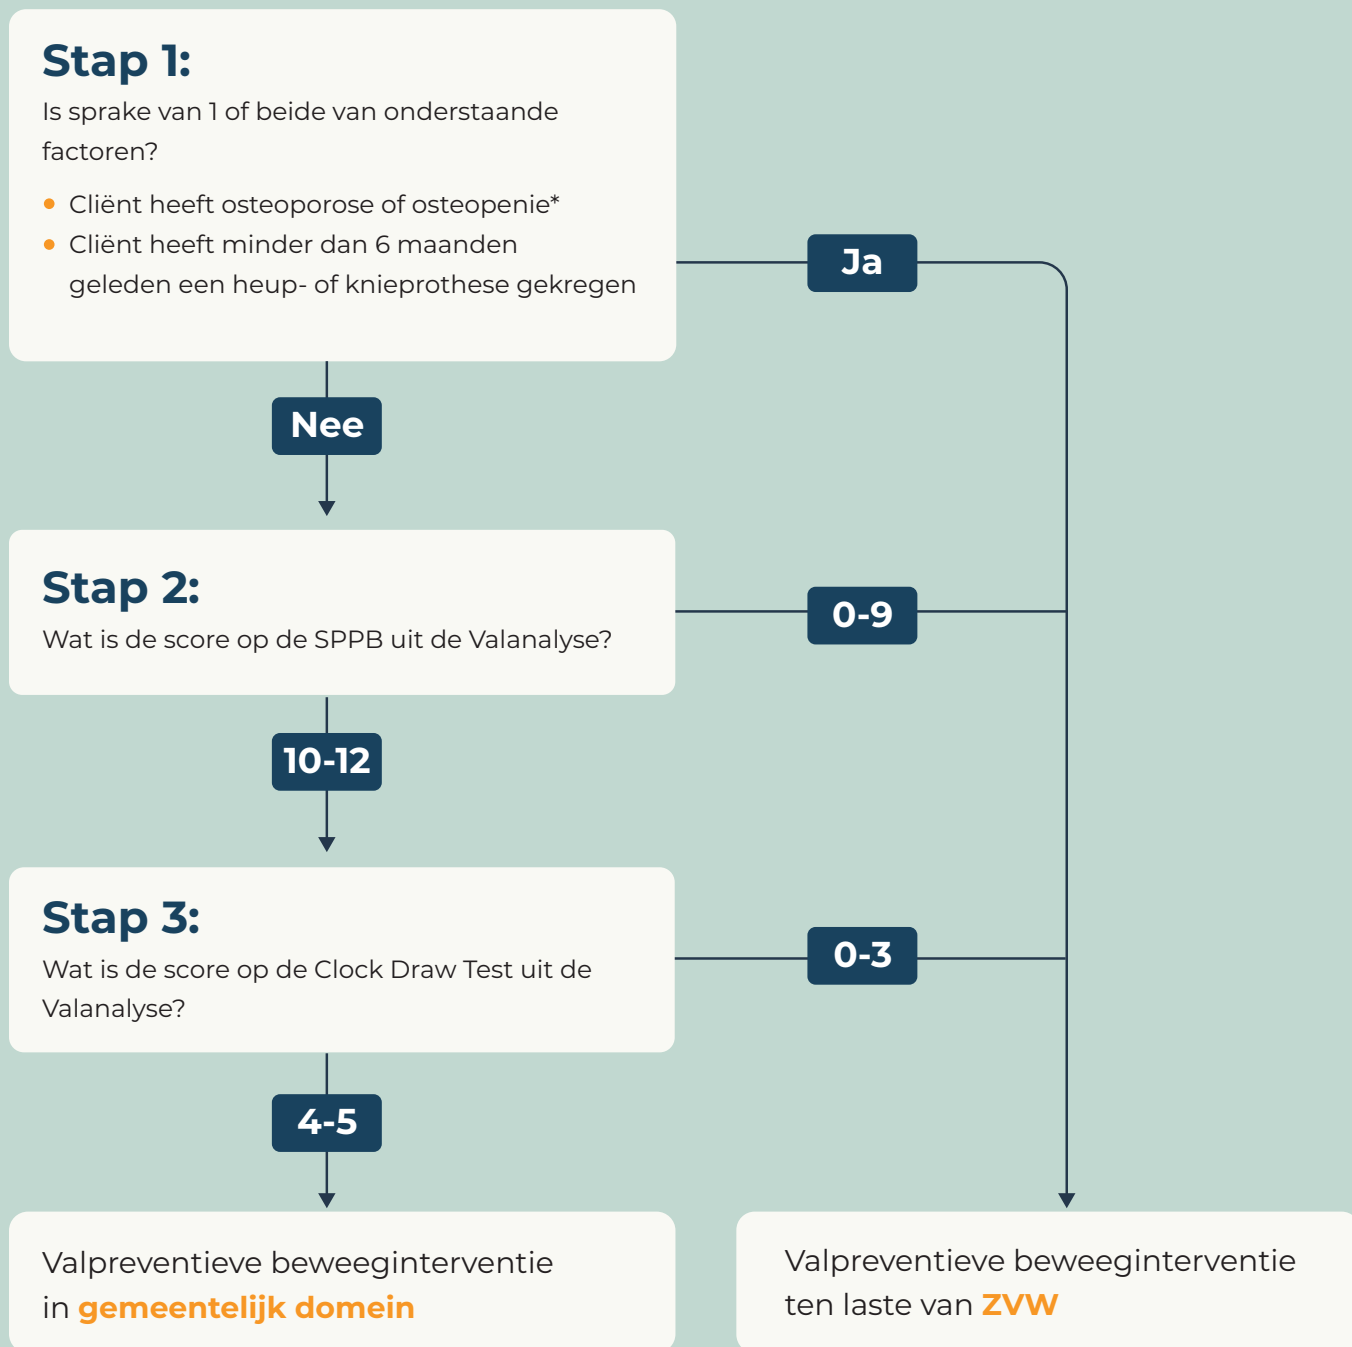 Stap 1:
Is sprake van 1 of beide van onderstaande
factoren?
Cliënt heeft osteoporose of osteopenie*
Cliënt heeft minder dan 6 maanden
geleden een heup- of knieprothese gekregen
Ja
Nee
Stap 2:
Wat is de score op de SPPB uit de Valanalyse?
0-9
10-12
Stap 3:
Wat is de score op de Clock Draw Test uit de
Valanalyse?
0-3
4-5
Valpreventieve beweeginterventie
in gemeentelijk domein
Valpreventieve beweeginterventie
ten laste van ZVW